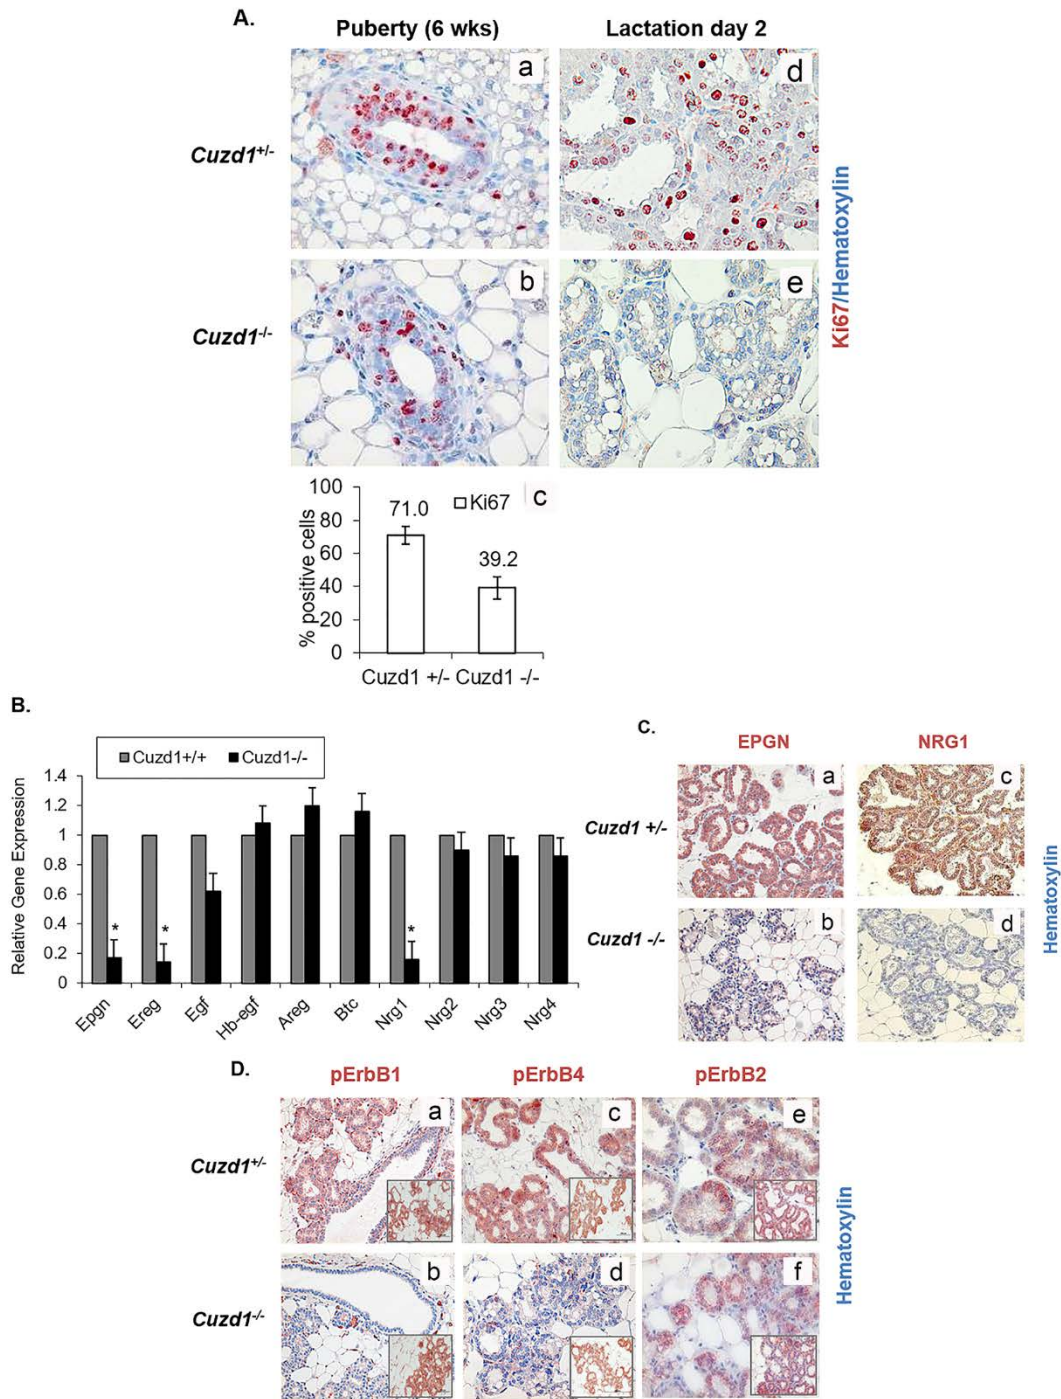 A.
Puberty (6 wks)
Lactation day 2
a
d
Cuzd1+/-
b
e
Cuzd1-/-
Ki67/Hematoxylin
c
100
80
60
40
20
0
% positive cells
Ki67
71.0
39.2
Cuzd1 +/- Cuzd1 -/-
B.
Cuzd1+/+
Cuzd1-/-
Relative Gene Expression
1.4
1.2
1
0.8
0.6
0.4
0.2
0
*
*
*
Epgn
Ereg
Egf
Hb-egf
Areg
Btc
Nrg1
Nrg2
Nrg3
Nrg4
C.
EPGN
NRG1
a
c
Cuzd1 +/-
b
d
Cuzd1 -/-
Hematoxylin
D.
pErbB1
pErbB4
pErbB2
a
c
e
Cuzd1+/-
b
d
f
Cuzd1-/-
Hematoxylin